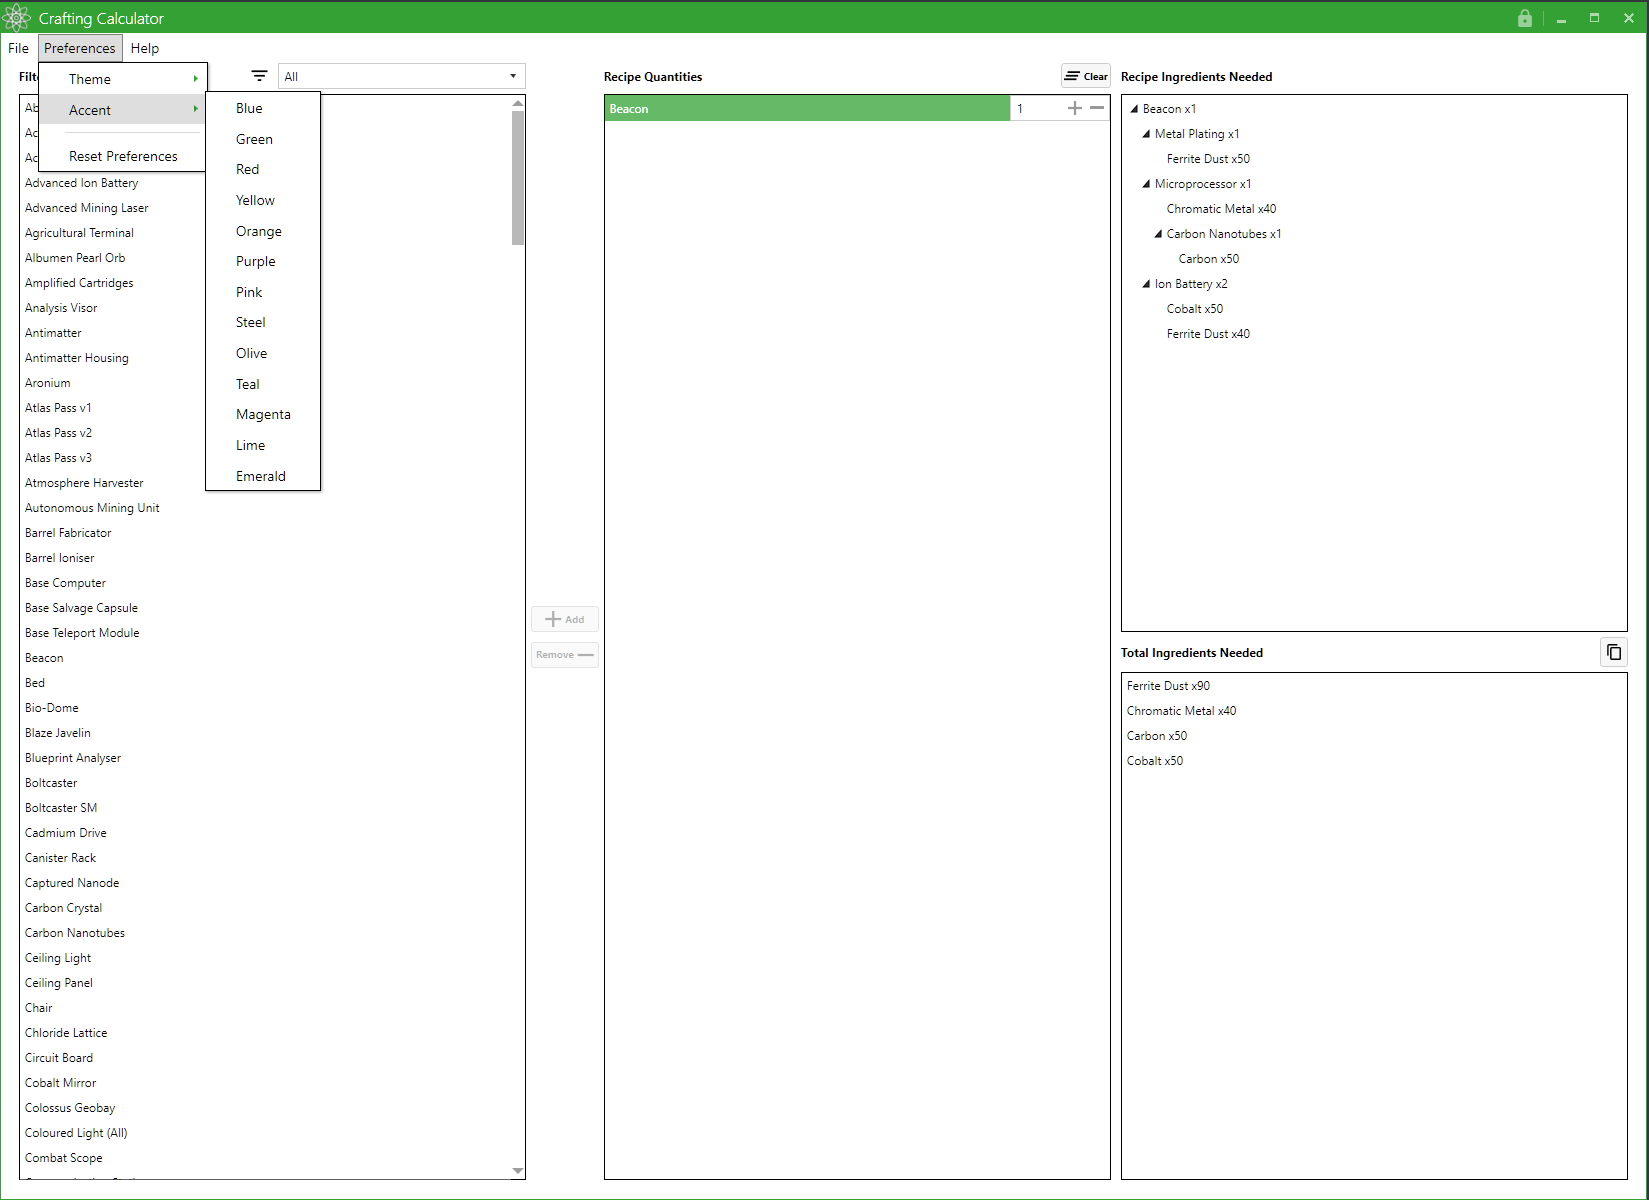 Crafting Calculator
File Preferences Help
Theme
Accent
Reset Preferences
Blue
Green
Red
Yellow
Orange
Purple
Pink
Steel
Olive
Teal
Magenta
Lime
Emerald
All
Advanced Ion Battery
Advanced Mining Laser
Agricultural Terminal
Albumen Pearl Orb
Amplified Cartridges
Analysis Visor
Antimatter
Antimatter Housing
Aronium
Atlas Pass v1
Atlas Pass v2
Atlas Pass v3
Atmosphere Harvester
Autonomous Mining Unit
Barrel Fabricator
Barrel Ioniser
Base Computer
Base Salvage Capsule
Base Teleport Module
Beacon
Bed
Bio-Dome
Blaze Javelin
Blueprint Analyser
Boltcaster
Boltcaster SM
Cadmium Drive
Canister Rack
Captured Nanode
Carbon Crystal
Carbon Nanotubes
Ceiling Light
Ceiling Panel
Chair
Chloride Lattice
Circuit Board
Cobalt Mirror
Colossus Geobay
Coloured Light (All)
Combat Scope
Add
Remove
Recipe Quantities
Clear
Beacon 1
Recipe Ingredients Needed
Beacon x1
Metal Plating x1
Ferrite Dust x50
Microprocessor x1
Chromatic Metal x40
Carbon Nanotubes x1
Carbon x50
Ion Battery x2
Cobalt x50
Ferrite Dust x40
Total Ingredients Needed
Ferrite Dust x90
Chromatic Metal x40
Carbon x50
Cobalt x50